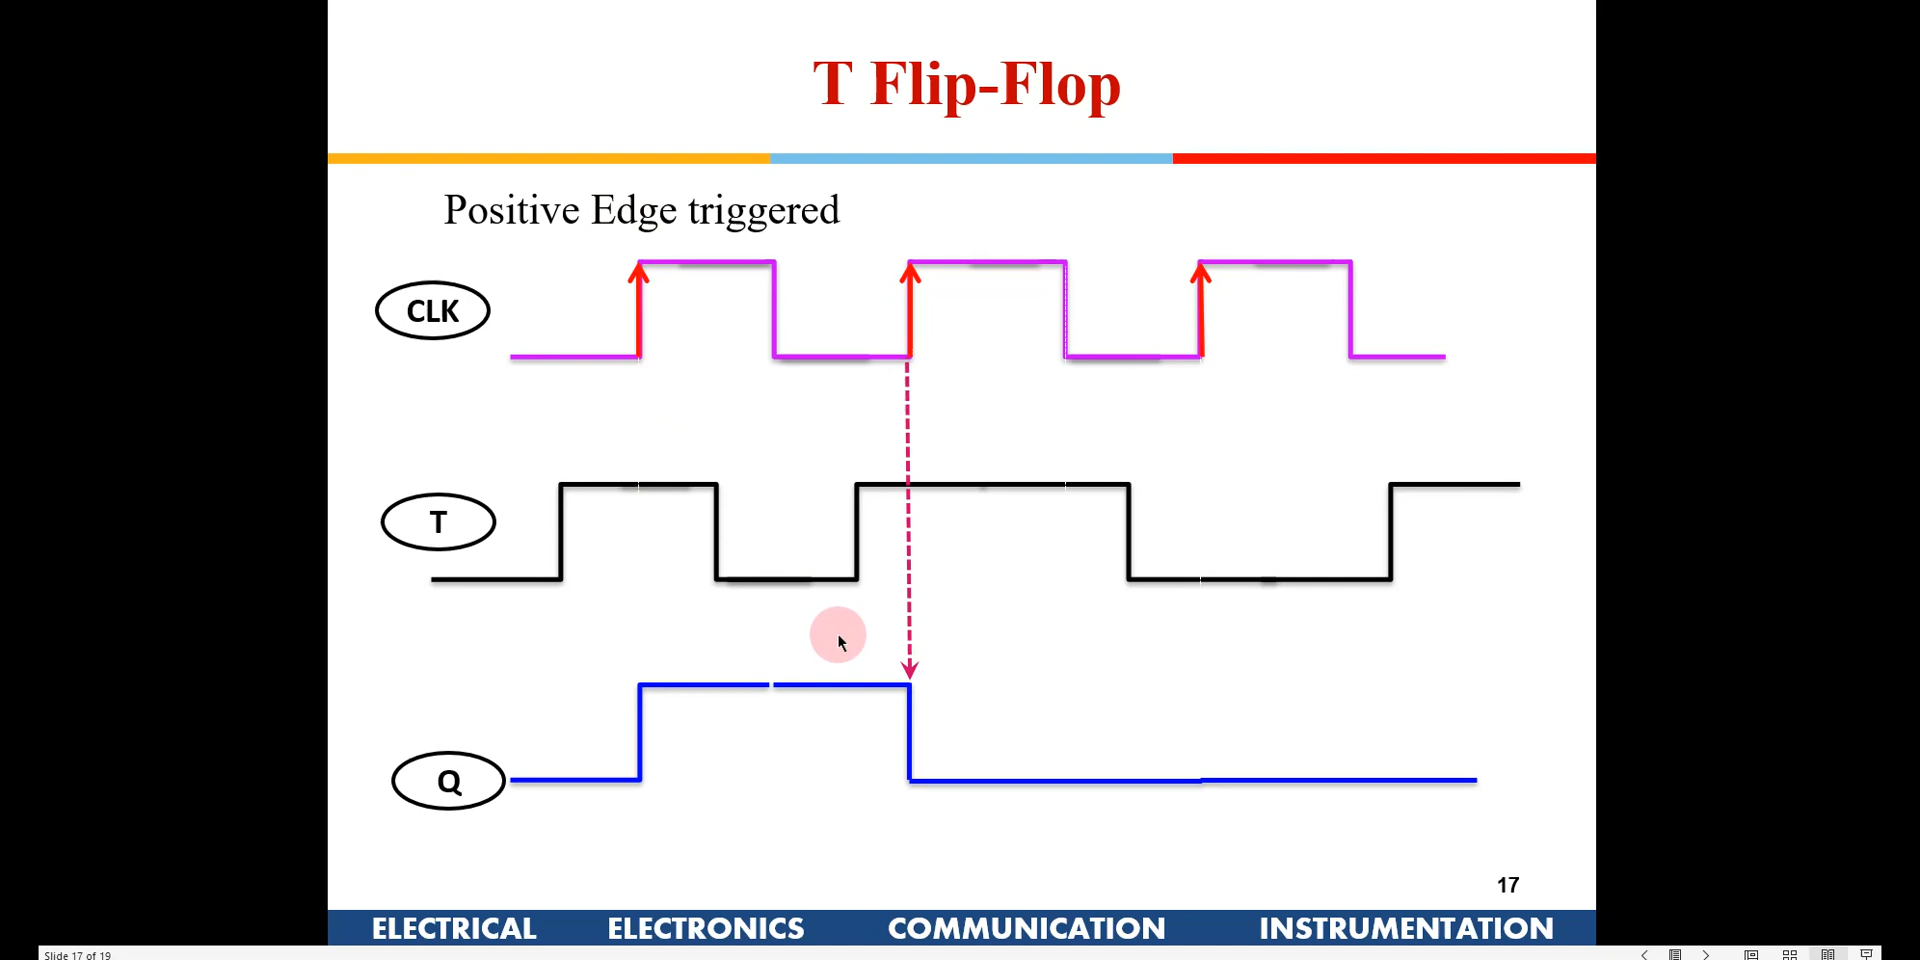 T Flip-Flop
Positive Edge triggered
CLK
T
Q
17
ELECTRICAL ELECTRONICS COMMUNICATION INSTRUMENTATION
Slide 17 of 19